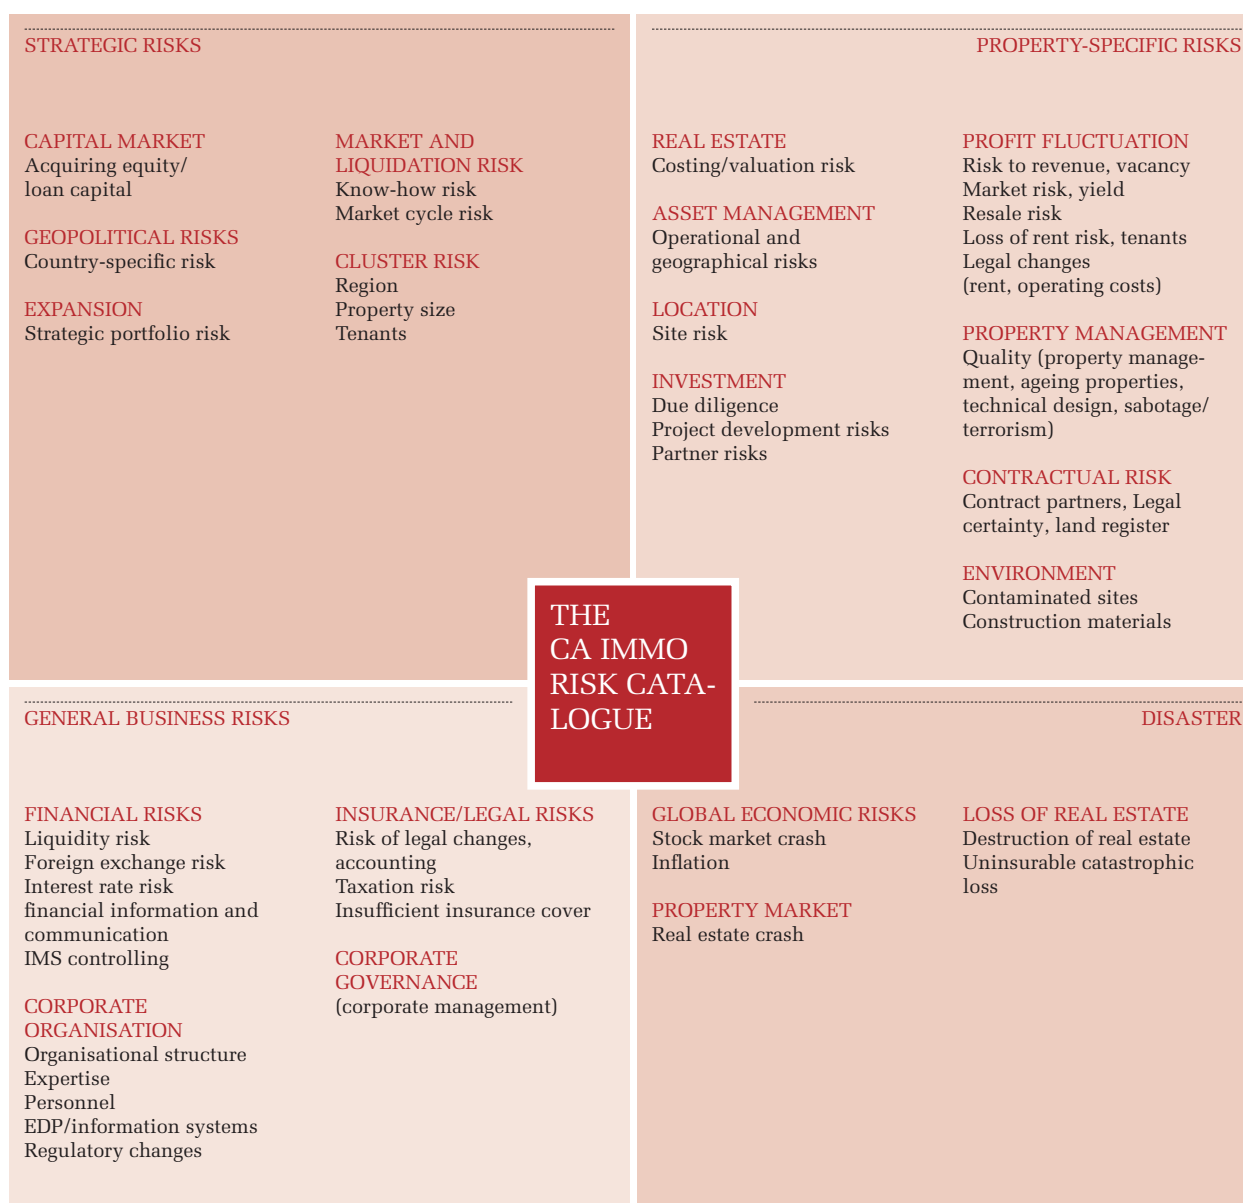 STRATEGIC RISKS
CAPITAL MARKET
Acquiring equity/
loan capital
GEOPOLITICAL RISKS
Country-specific risk
EXPANSION
Strategic portfolio risk
MARKET AND
LIQUIDATION RISK
Know-how risk
Market cycle risk
CLUSTER RISK
Region
Property size
Tenants
PROPERTY-SPECIFIC RISKS
REAL ESTATE
Costing/valuation risk
ASSET MANAGEMENT
Operational and
geographical risks
LOCATION
Site risk
INVESTMENT
Due diligence
Project development risks
Partner risks
PROFIT FLUCTUATION
Risk to revenue, vacancy
Market risk, yield
Resale risk
Loss of rent risk, tenants
Legal changes
(rent, operating costs)
PROPERTY MANAGEMENT
Quality (property manage-
ment, ageing properties,
technical design, sabotage/
terrorism)
CONTRACTUAL RISK
Contract partners, Legal
certainty, land register
ENVIRONMENT
Contaminated sites
Construction materials
THE
CA IMMO
RISK CATA-
LOGUE
GENERAL BUSINESS RISKS
FINANCIAL RISKS
Liquidity risk
Foreign exchange risk
Interest rate risk
financial information and
communication
IMS controlling
CORPORATE
ORGANISATION
Organisational structure
Expertise
Personnel
EDP/information systems
Regulatory changes
INSURANCE/LEGAL RISKS
Risk of legal changes,
accounting
Taxation risk
Insufficient insurance cover
CORPORATE
GOVERNANCE
(corporate management)
DISASTER
GLOBAL ECONOMIC RISKS
Stock market crash
Inflation
PROPERTY MARKET
Real estate crash
LOSS OF REAL ESTATE
Destruction of real estate
Uninsurable catastrophic
loss